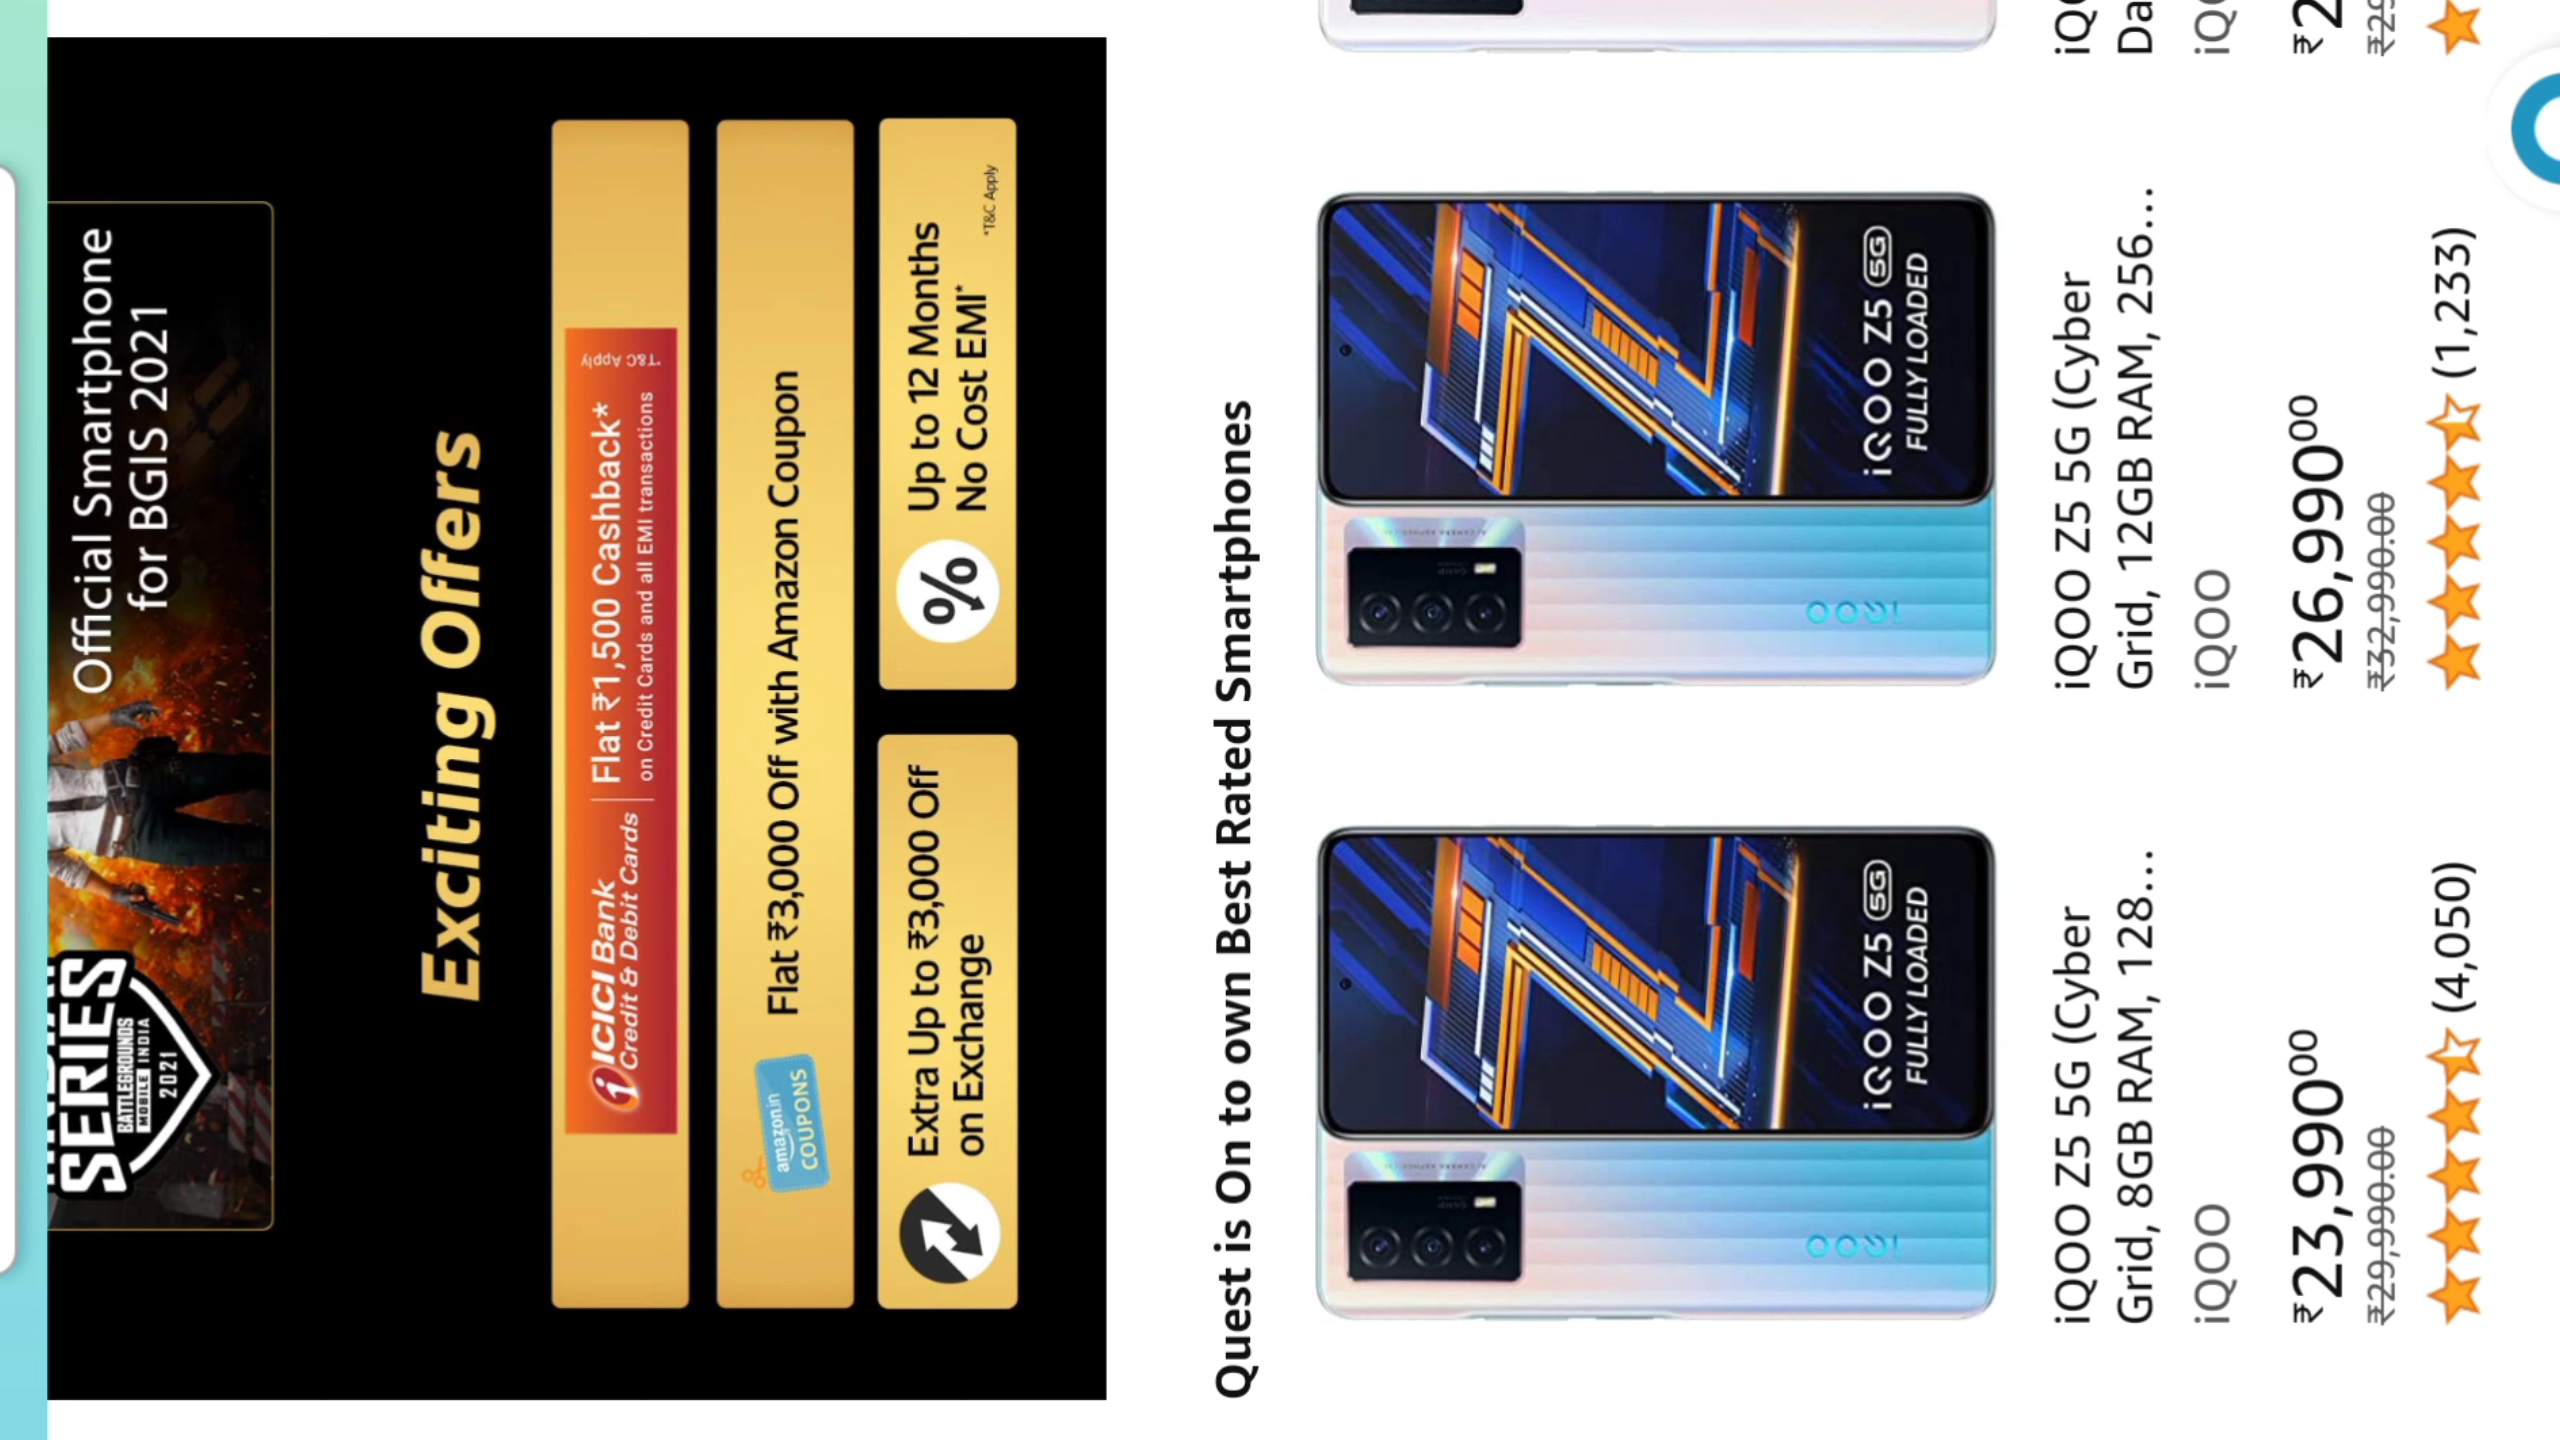 SERIES
BATTLEGROUNDS
MOBILE INDIA
2021
Official Smartphone
for BGIS 2021
Exciting Offers
ICICI Bank
Credit & Debit Cards
Flat ₹1,500 Cashback*
on Credit Cards and all EMI transactions
*T&C Apply
amazon.in
COUPONS
Flat ₹3,000 Off with Amazon Coupon
Extra Up to ₹3,000 Off
on Exchange
Up to 12 Months
No Cost EMI*
*T&C Apply
Quest is On to own Best Rated Smartphones
iQOO
iQOO Z5 5G
FULLY LOADED
iQOO Z5 5G (Cyber
Grid, 8GB RAM, 128...
iQOO
₹23,99000
₹29,990.00
(4,050)
iQOO
iQOO Z5 5G
FULLY LOADED
iQOO Z5 5G (Cyber
Grid, 12GB RAM, 256...
iQOO
₹26,99000
₹32,990.00
(1,233)